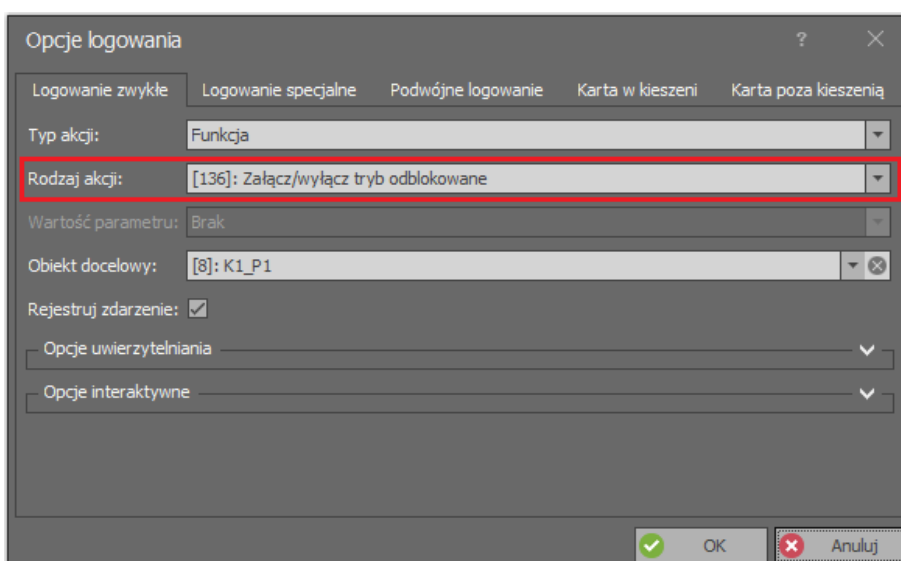 Opcje logowania ?
Logowanie zwykłe Logowanie specjalne Podwójne logowanie Karta w kieszeni Karta poza kieszenią
Typ akcji: Funkcja
Rodzaj akcji: [136]: Załącz/wyłącz tryb odblokowane
Wartość parametru: Brak
Obiekt docelowy: [8]: K1_P1
Rejestruj zdarzenie:
Opcje uwierzytelniania
Opcje interaktywne
OK Anuluj